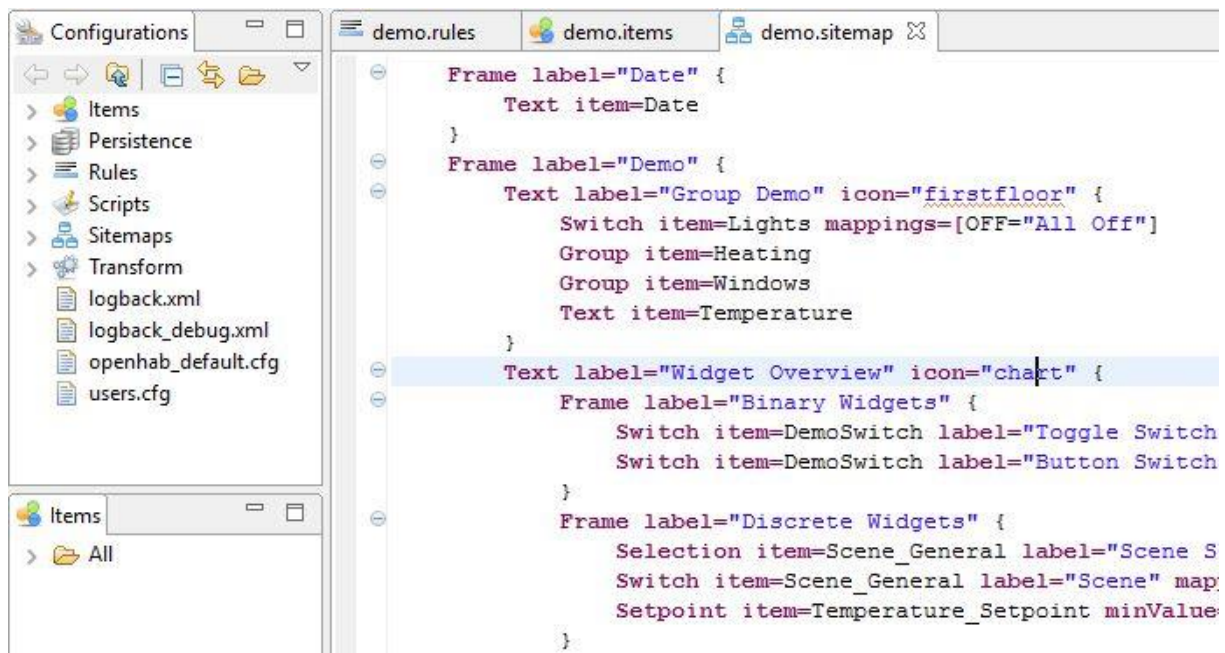 Configurations
Items
Persistence
Rules
Scripts
Sitemaps
Transform
logback.xml
logback_debug.xml
openhab_default.cfg
users.cfg
Items
All
demo.rules demo.items demo.sitemap
Frame label="Date" {
Text item=Date
}
Frame label="Demo" {
Text label="Group Demo" icon="firstfloor" {
Switch item=Lights mappings=[OFF="All Off"]
Group item=Heating
Group item=Windows
Text item=Temperature
}
Text label="Widget Overview" icon="chart" {
Frame label="Binary Widgets" {
Switch item=DemoSwitch label="Toggle Switch
Switch item=DemoSwitch label="Button Switch
}
Frame label="Discrete Widgets" {
Selection item=Scene_General label="Scene S
Switch item=Scene_General label="Scene" map
Setpoint item=Temperature_Setpoint minValue=
}